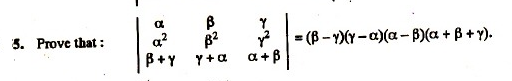 5. Prove that : | α β γ |
| α² β² γ² | = (β – γ)(γ – α)(α – β)(α + β + γ).
| β + γ γ + α α + β |